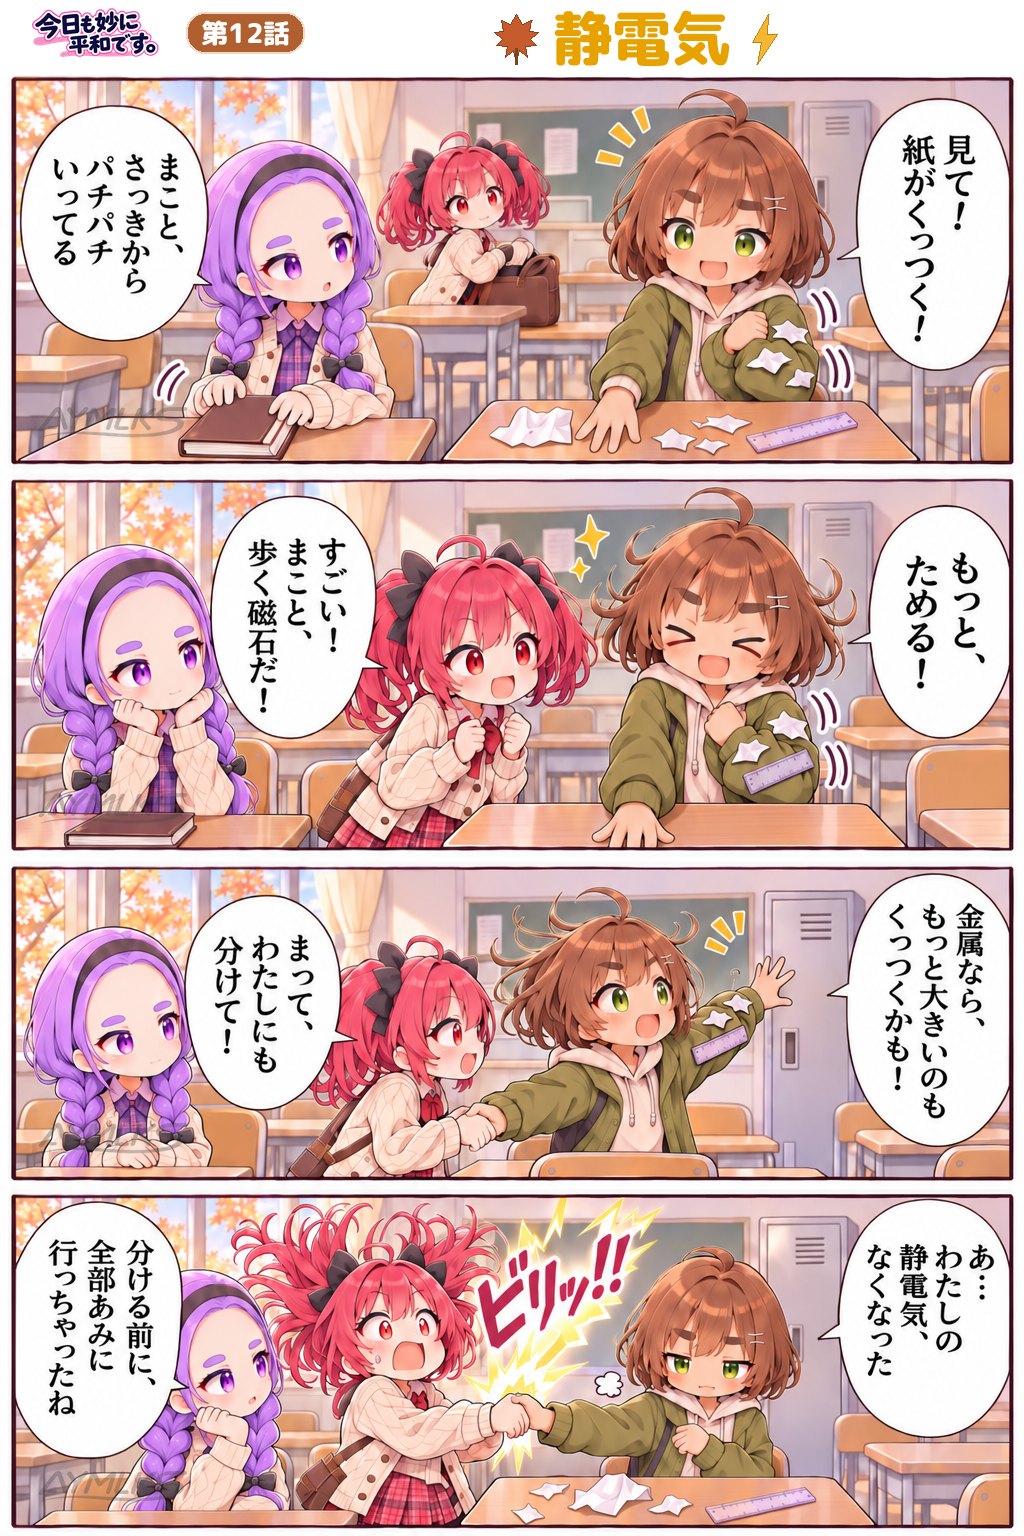 今日も妙に
平和です。
第12話
静電気
見て！
紙がくっつく！
まこと、
さっきから
パチパチ
いってる
AYMLKS
もっと、
ためる！
すごい！
まこと、
歩く磁石だ！
AYMLKS
金属なら、
もっと大きいのも
くっつくかも！
まって、
わたしにも
分けて！
AYMLKS
あ…
わたしの
静電気、
なくなった
ビリッ!!
分ける前に、
全部あみに
行っちゃったね
AYMLKS